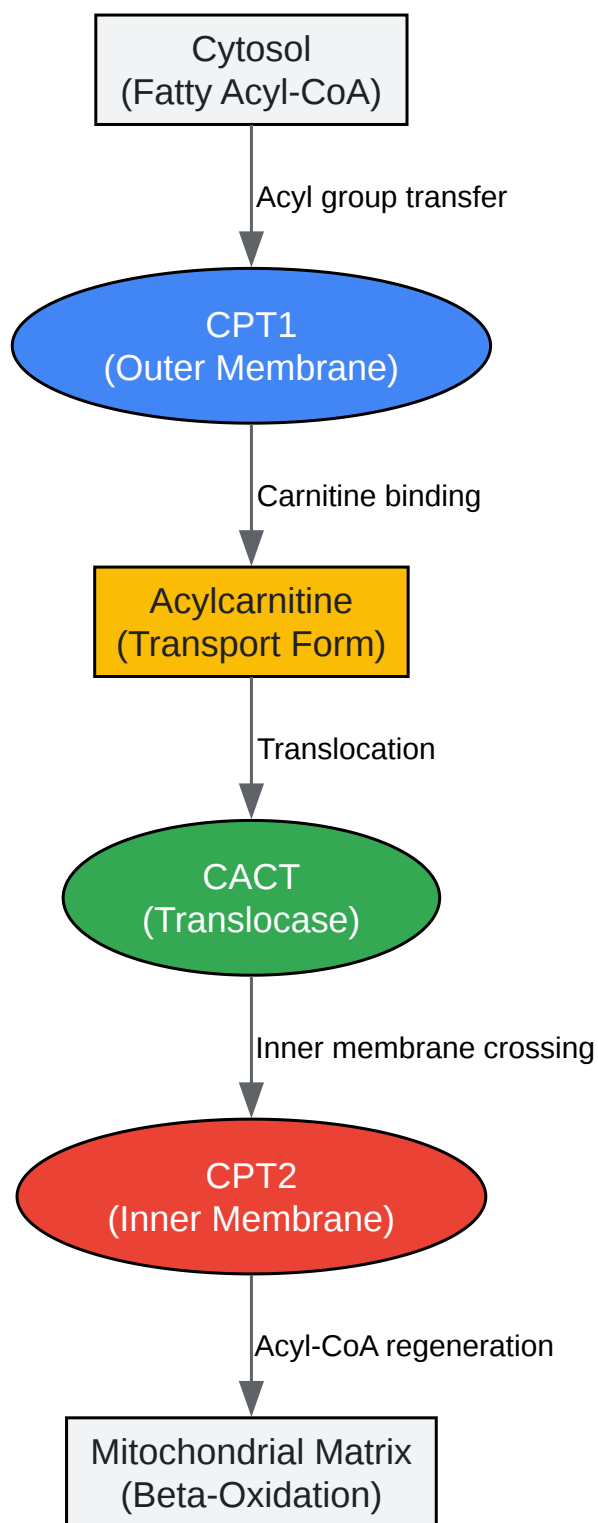 Cytosol
(Fatty Acyl-CoA)
Acyl group transfer
CPT1
(Outer Membrane)
Carnitine binding
Acylcarnitine
(Transport Form)
Translocation
CACT
(Translocase)
Inner membrane crossing
CPT2
(Inner Membrane)
Acyl-CoA regeneration
Mitochondrial Matrix
(Beta-Oxidation)